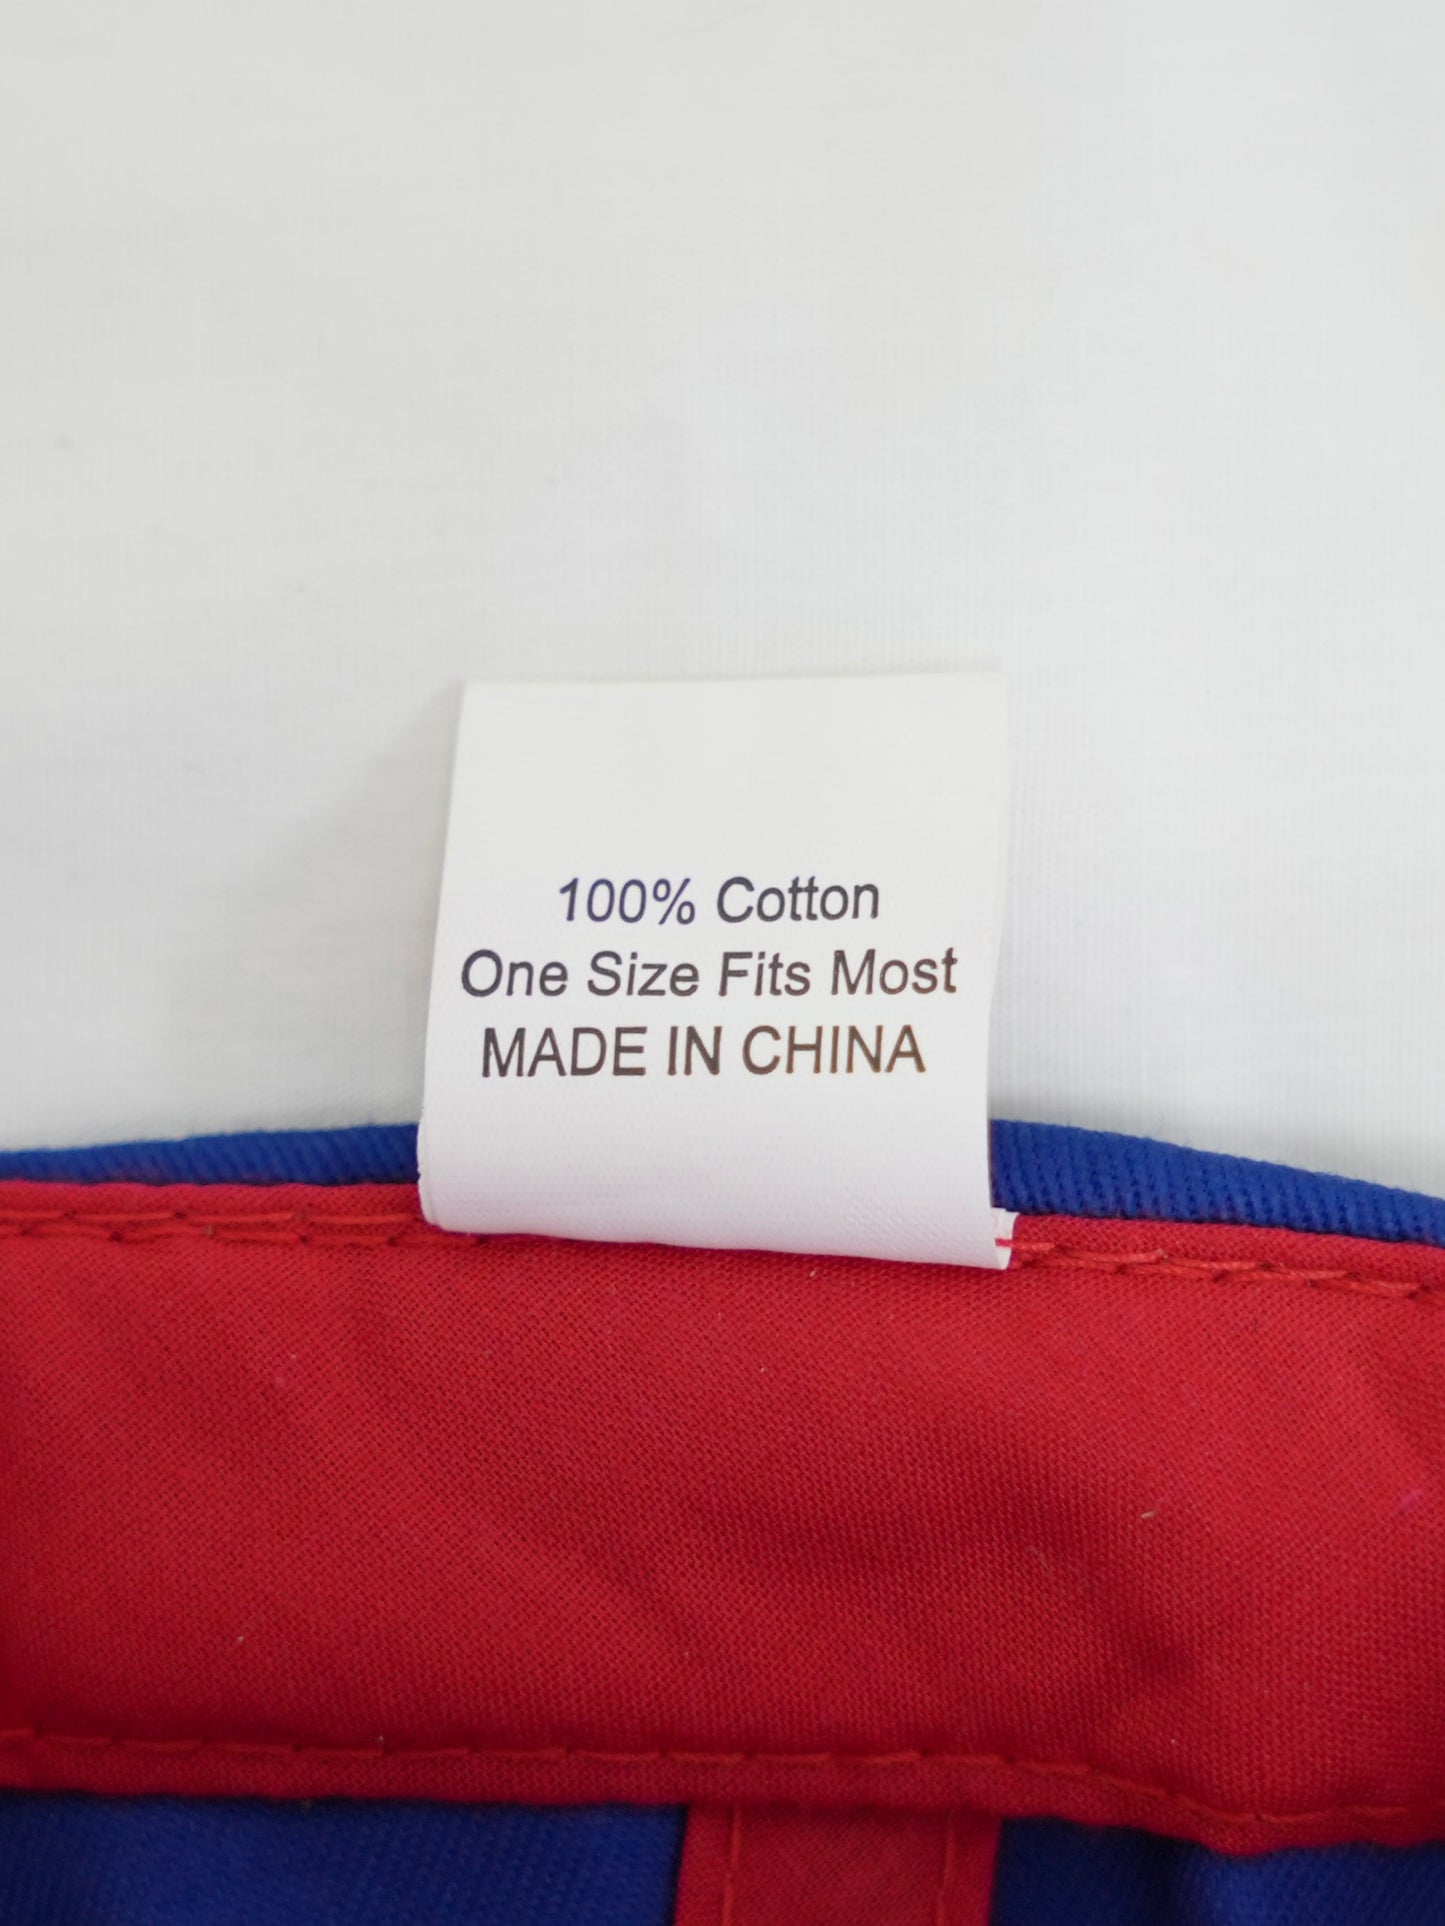 100% Cotton
One Size Fits Most
MADE IN CHINA